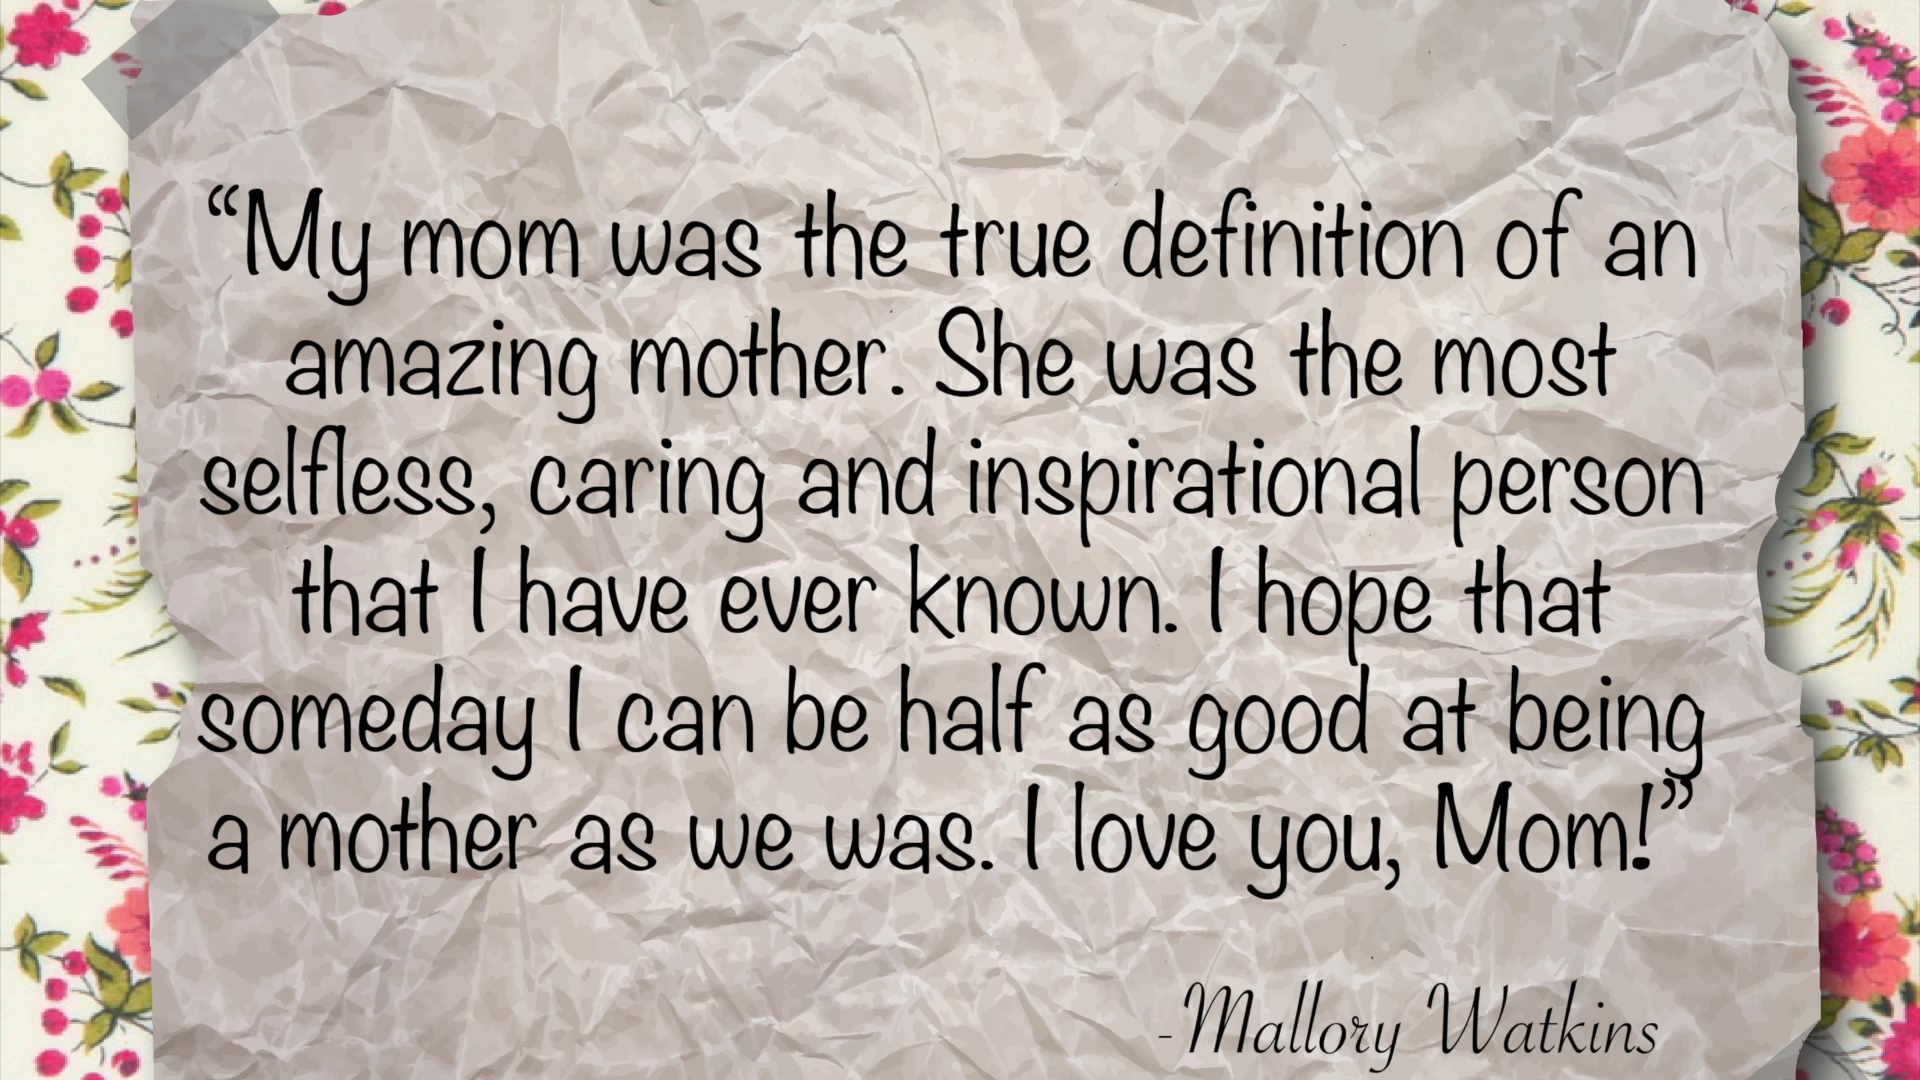 “My mom was the true definition of an
amazing mother. She was the most
selfless, caring and inspirational person
that I have ever known. I hope that
someday I can be half as good at being
a mother as we was. I love you, Mom!”
-Mallory Watkins